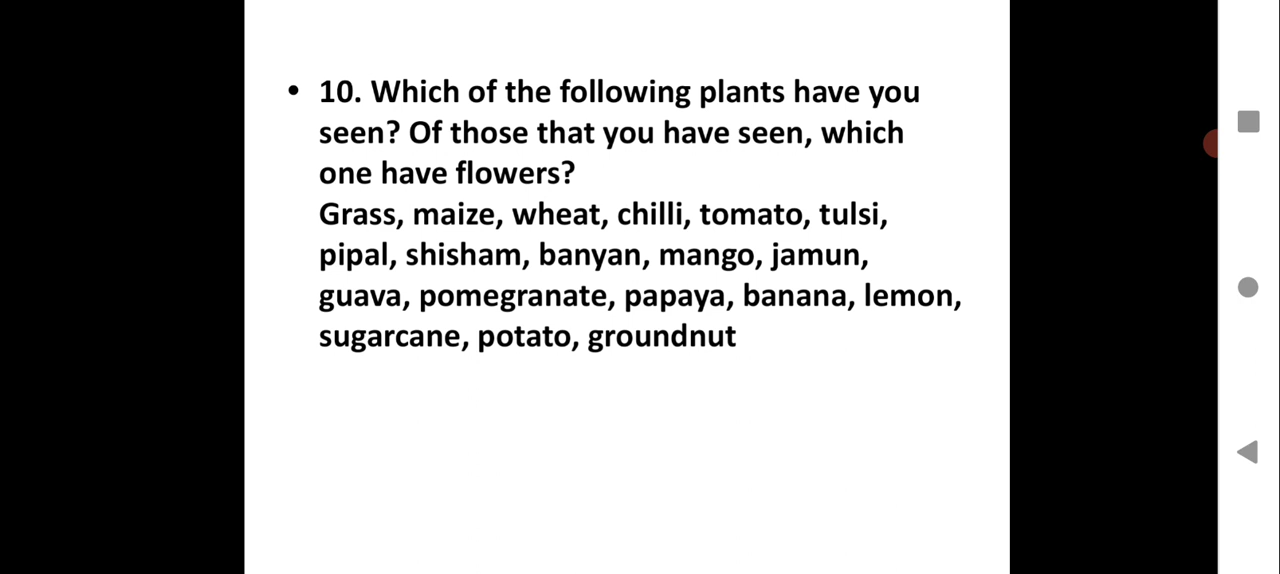 • 10. Which of the following plants have you
seen? Of those that you have seen, which
one have flowers?
Grass, maize, wheat, chilli, tomato, tulsi,
pipal, shisham, banyan, mango, jamun,
guava, pomegranate, papaya, banana, lemon,
sugarcane, potato, groundnut